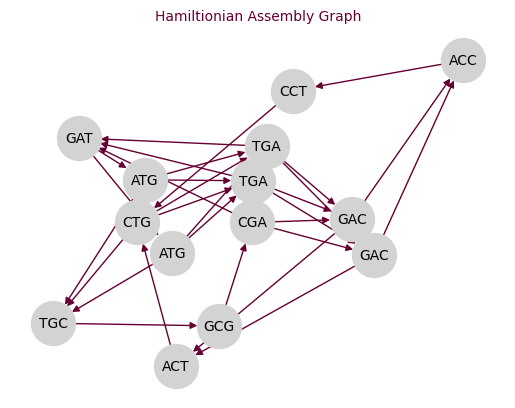 Hamiltionian Assembly Graph
ACC
CCT
GAT
TGA
ATG
TGA
GAC
CTG
CGA
ATG
GAC
TGC
GCG
ACT